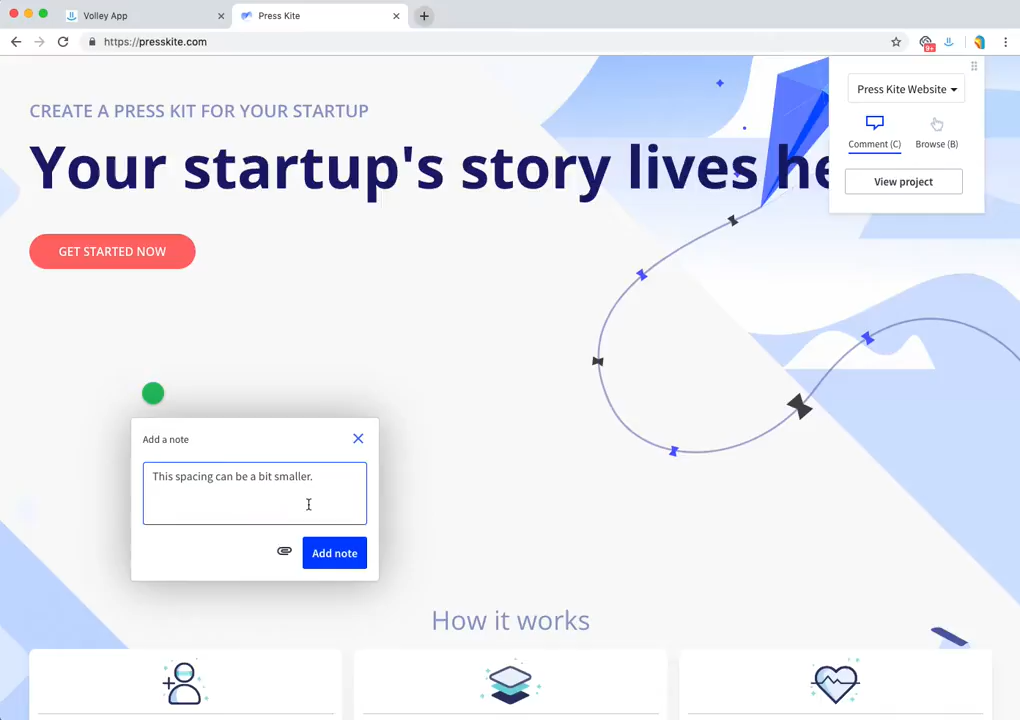 Volley App
Press Kite
https://presskite.com
9+
CREATE A PRESS KIT FOR YOUR STARTUP
Your startup's story lives he
GET STARTED NOW
Press Kite Website
Comment (C)
Browse (B)
View project
Add a note
This spacing can be a bit smaller.
Add note
How it works